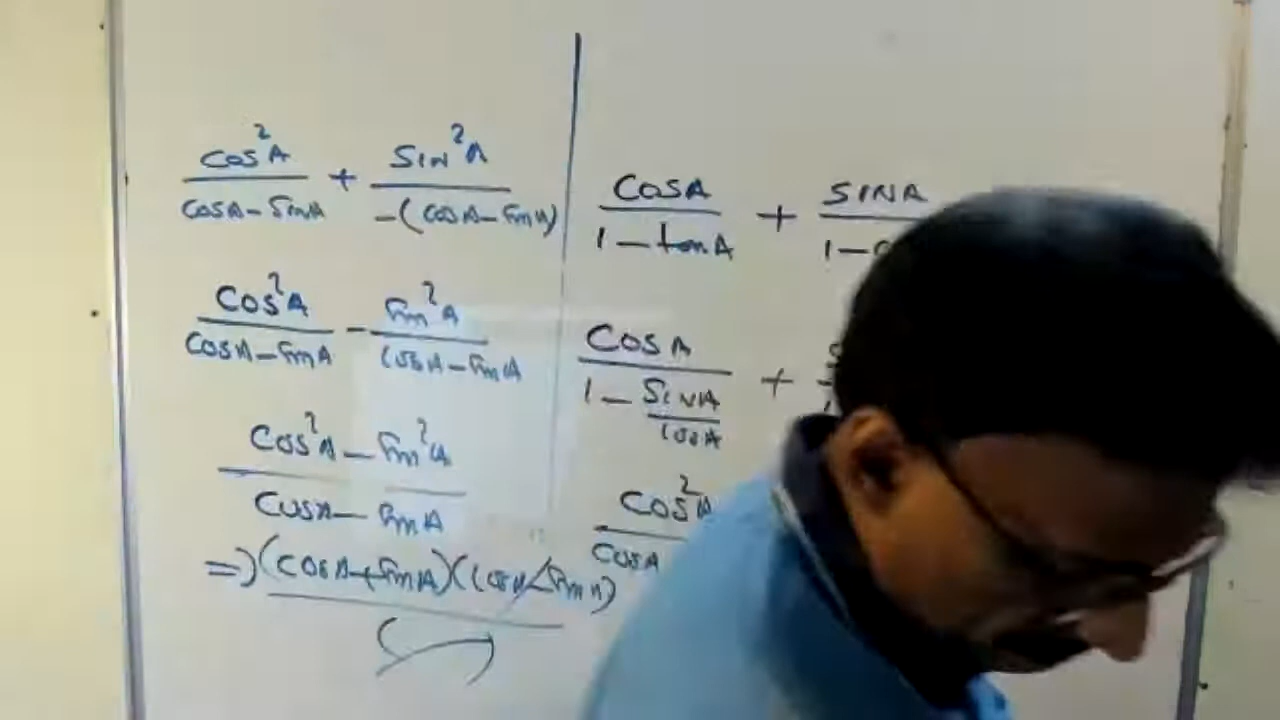 cos²A / cosA - sinA + sin²A / -(cosA - sinA)
cos²A / cosA - sinA - sin²A / cosA - sinA
cos²A - sin²A / cosA - sinA
=) (cosA + sinA)(cosA - sinA)
COSA / 1 - tanA + SINA / 1 -
COSA / 1 - SINA / cosA +
cos²A / cosA